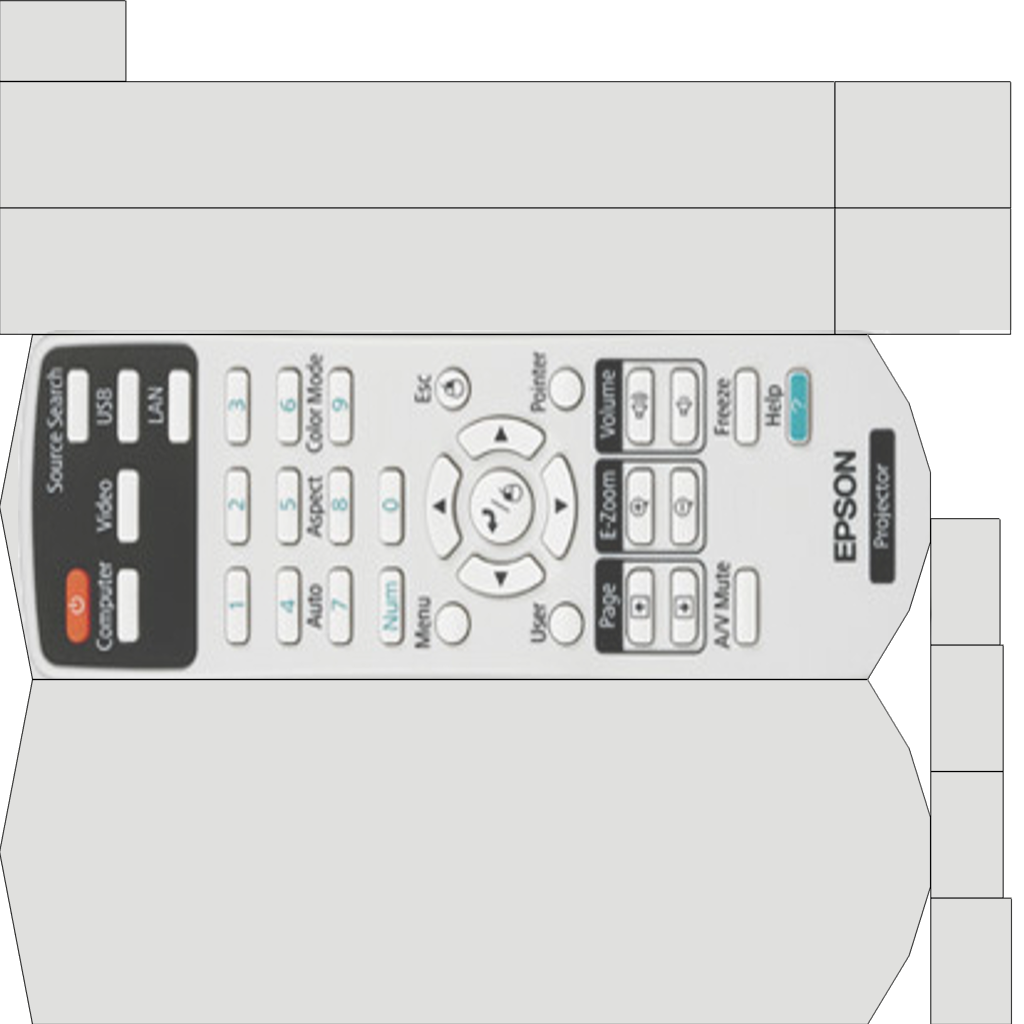 Source Search
Computer Video USB
LAN
1 2 3
4 5 6
Auto Aspect Color Mode
7 8 9
Num 0
Menu Esc
User Pointer
Page E-Zoom Volume
A/V Mute Freeze
Help
?
EPSON
Projector